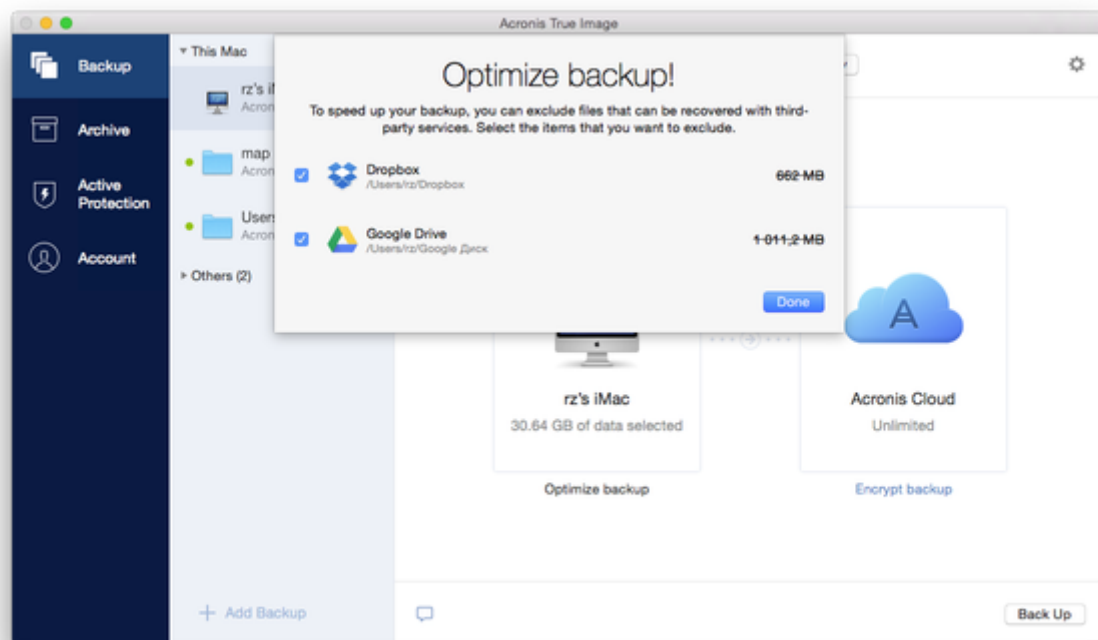 Acronis True Image
Backup
Archive
Active
Protection
Account
This Mac
rz's
Acron
map
Acron
Users
Acron
Others (2)
Add Backup
Optimize backup!
To speed up your backup, you can exclude files that can be recovered with third-
party services. Select the items that you want to exclude.
Dropbox
/Users/rz/Dropbox
662 MB
Google Drive
/Users/rz/Google Диск
1 011,2 MB
Done
rz's iMac
30.64 GB of data selected
Optimize backup
Acronis Cloud
Unlimited
Encrypt backup
Back Up